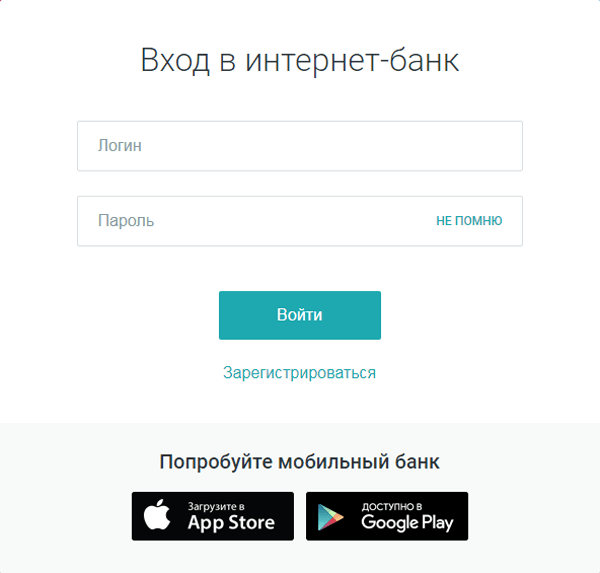 Вход в интернет-банк
Логин
Пароль
НЕ ПОМНЮ
Войти
Зарегистрироваться
Попробуйте мобильный банк
Загрузите в
App Store
ДОСТУПНО В
Google Play